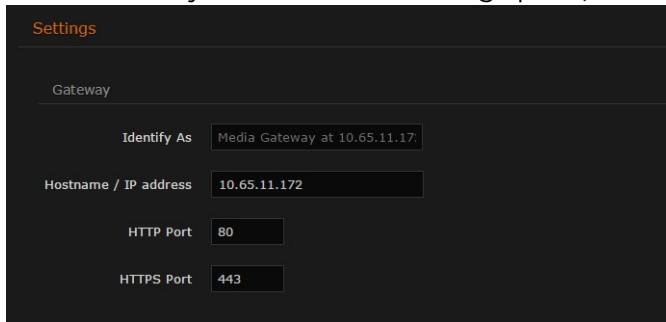 Settings
Gateway
Identify As Media Gateway at 10.65.11.17
Hostname / IP address 10.65.11.172
HTTP Port 80
HTTPS Port 443